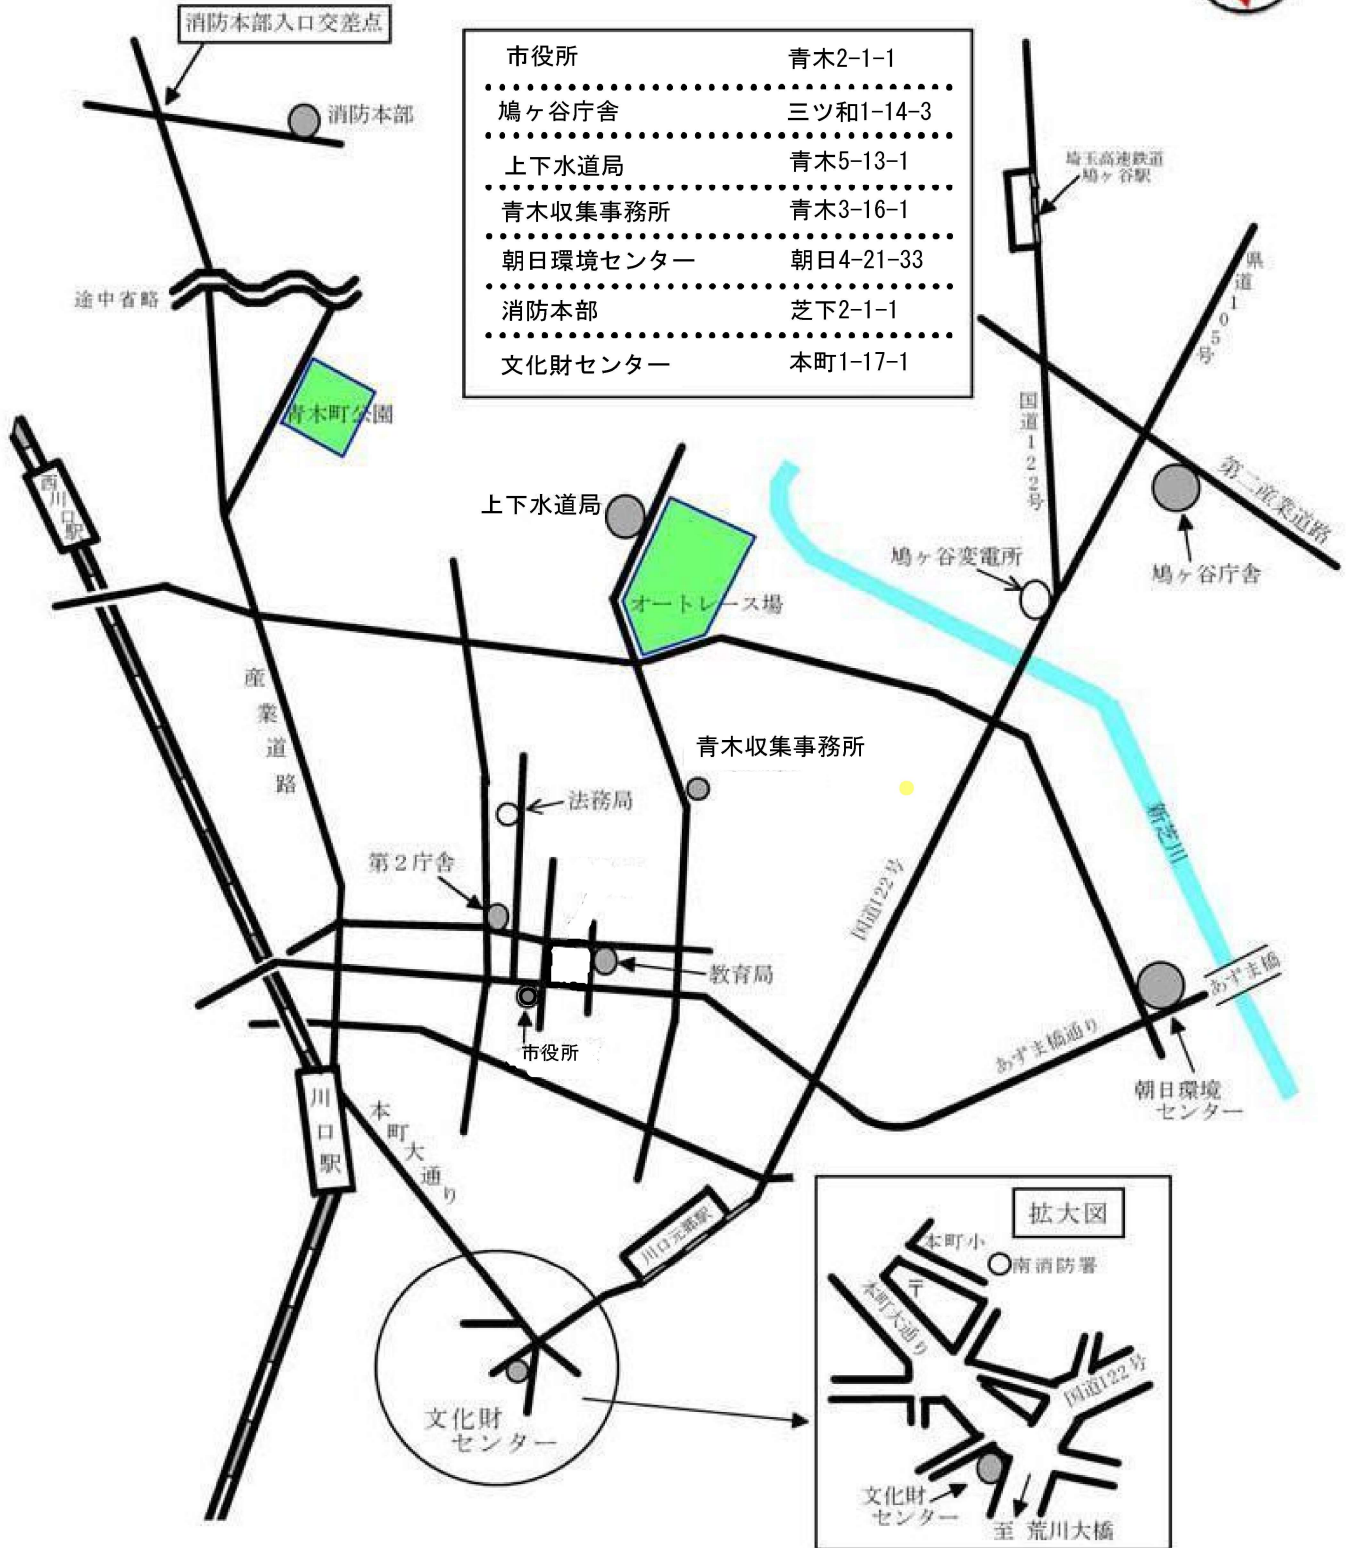 消防本部入口交差点
消防本部
市役所 青木2-1-1
鳩ヶ谷庁舎 三ツ和1-14-3
上下水道局 青木5-13-1
青木収集事務所 青木3-16-1
朝日環境センター 朝日4-21-33
消防本部 芝下2-1-1
文化財センター 本町1-17-1
埼玉高速鉄道
鳩ヶ谷駅
県道105号
途中省略
青木町公園
国道122号
西川口駅
上下水道局
第二産業道路
鳩ヶ谷変電所
鳩ヶ谷庁舎
オートレース場
産業道路
青木収集事務所
法務局
新芝川
第2庁舎
国道122号
教育局
あずま橋
市役所
あずま橋通り
朝日環境
センター
川口駅
本町大通り
川口元郷駅
文化財
センター
拡大図
本町小
南消防署
〒
本町大通り
国道122号
文化財
センター
至 荒川大橋